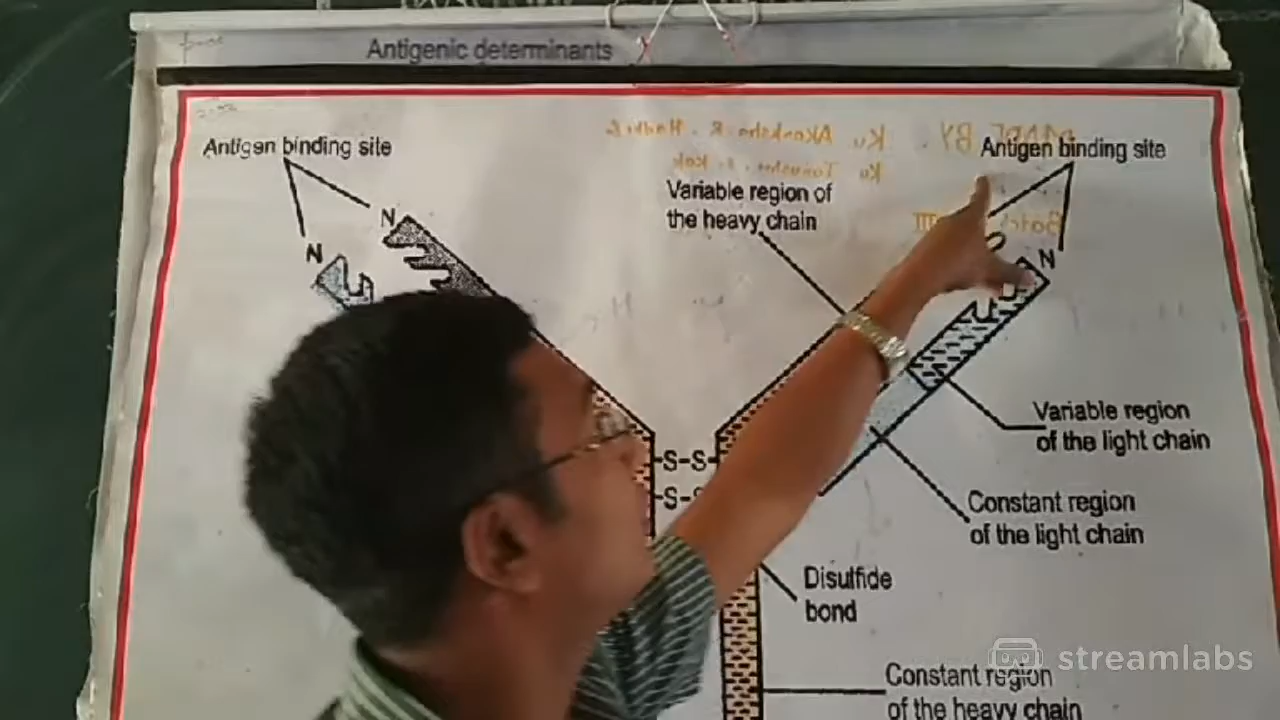 Antigenic determinants
Antigen binding site
Antigen binding site
Variable region of
the heavy chain
N
N
N
S-S
S-S
Variable region
of the light chain
Constant region
of the light chain
Disulfide
bond
Constant region
of the heavy chain
streamlabs